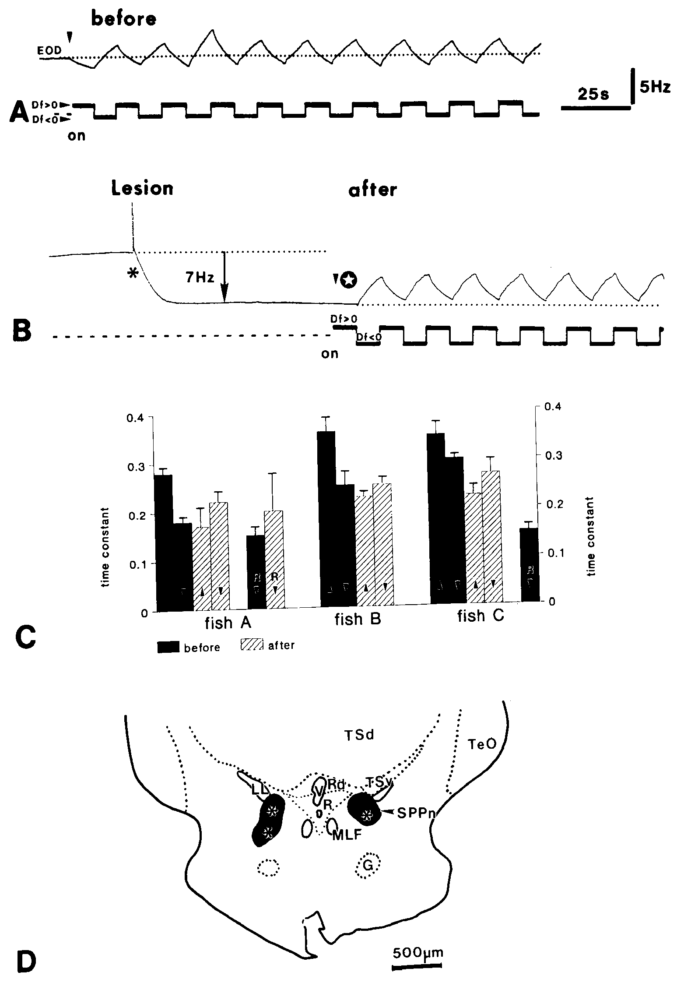 before
EOD
5Hz
25s
A
Df>0
Df<0
on
Lesion
after
*
7Hz
B
Df>0
Df<0
on
0.4
0.3
0.2
0.1
0
time constant
R
R
R
0.4
0.3
0.2
0.1
0
time constant
fish A
fish B
fish C
C
before
after
TSd
TeO
LL
V
Rd
TSv
R
SPPn
MLF
G
D
500µm